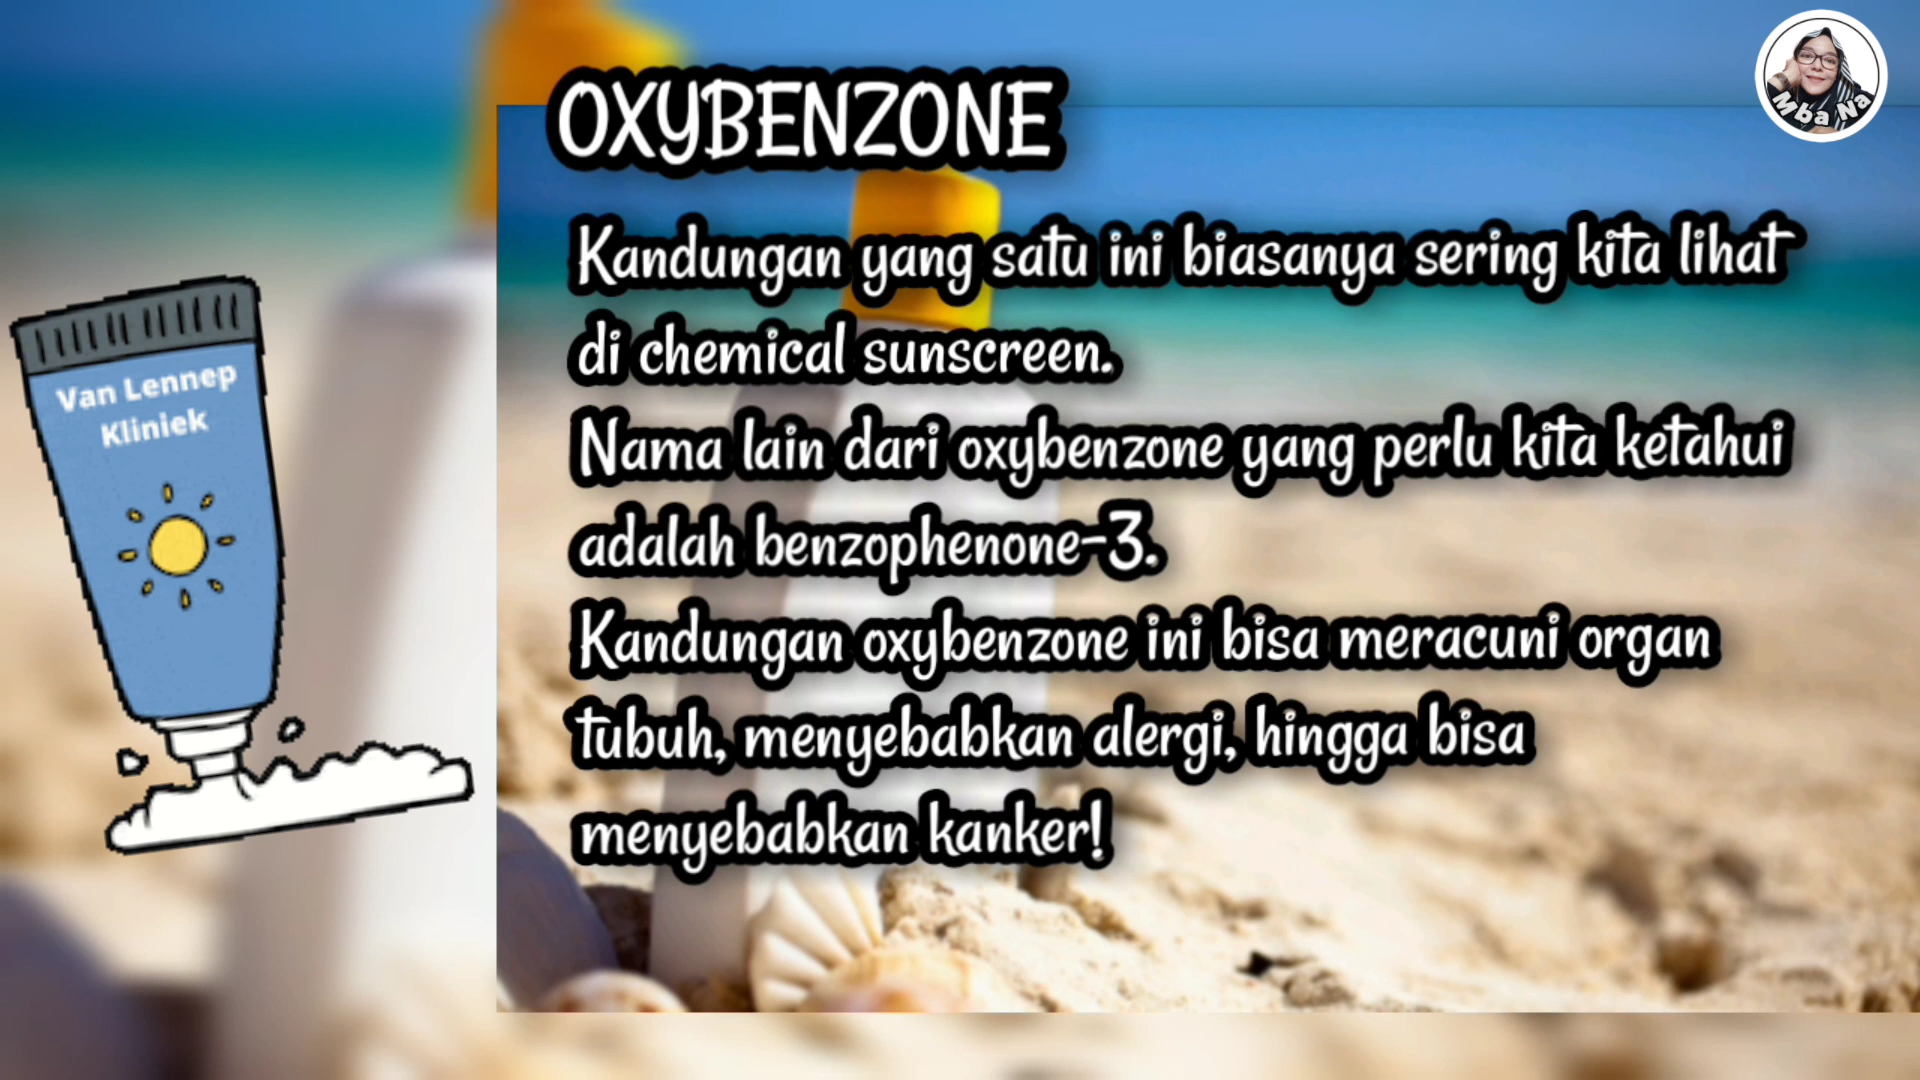 OXYBENZONE
Kandungan yang satu ini biasanya sering kita lihat
di chemical sunscreen.
Nama lain dari oxybenzone yang perlu kita ketahui
adalah benzophenone-3.
Kandungan oxybenzone ini bisa meracuni organ
tubuh, menyebabkan alergi, hingga bisa
menyebabkan kanker!
Van Lennep
Kliniek
Mba Na